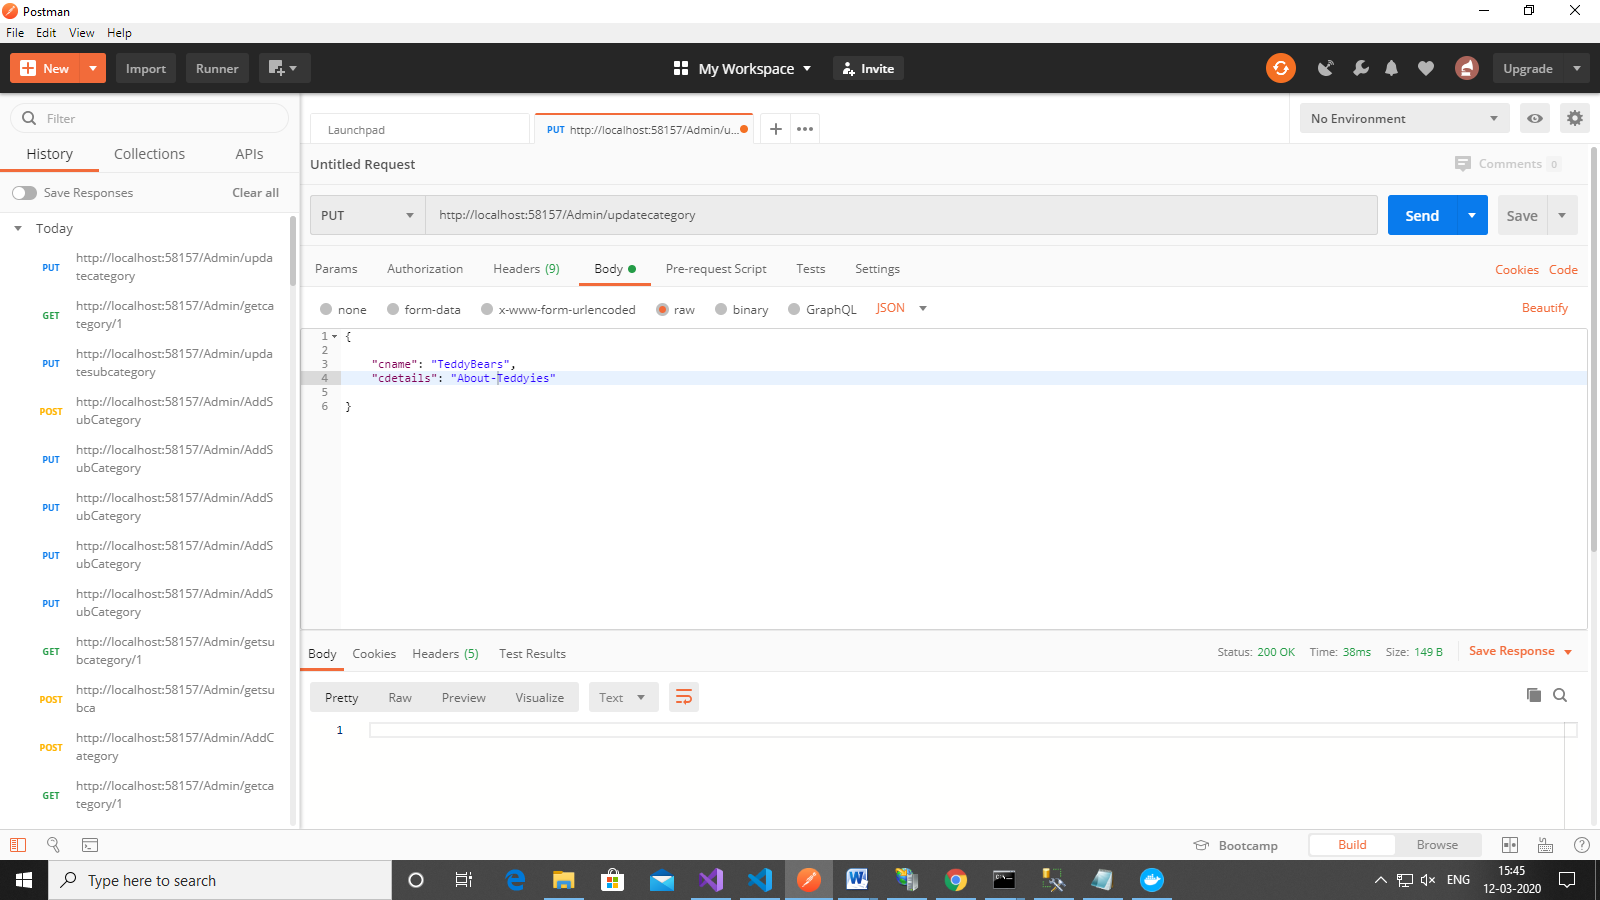 Postman
File Edit View Help
New Import Runner My Workspace Invite Upgrade
Filter
History Collections APIs
Save Responses Clear all
Today
PUT http://localhost:58157/Admin/upda
tecategory
GET http://localhost:58157/Admin/getca
tegory/1
PUT http://localhost:58157/Admin/upda
tesubcategory
POST http://localhost:58157/Admin/AddS
ubCategory
PUT http://localhost:58157/Admin/AddS
ubCategory
PUT http://localhost:58157/Admin/AddS
ubCategory
PUT http://localhost:58157/Admin/AddS
ubCategory
PUT http://localhost:58157/Admin/AddS
ubCategory
GET http://localhost:58157/Admin/getsu
bcategory/1
POST http://localhost:58157/Admin/getsu
bca
POST http://localhost:58157/Admin/AddC
ategory
GET http://localhost:58157/Admin/getca
tegory/1
Launchpad PUT http://localhost:58157/Admin/u... No Environment
Untitled Request Comments 0
PUT http://localhost:58157/Admin/updatecategory Send Save
Params Authorization Headers (9) Body Pre-request Script Tests Settings Cookies Code
none form-data x-www-form-urlencoded raw binary GraphQL JSON Beautify
1 {
2
3 "cname": "TeddyBears",
4 "cdetails": "About-Teddyies"
5
6 }
Body Cookies Headers (5) Test Results Status: 200 OK Time: 38ms Size: 149 B Save Response
Pretty Raw Preview Visualize Text
1
Bootcamp Build Browse
Type here to search ENG 15:45
12-03-2020